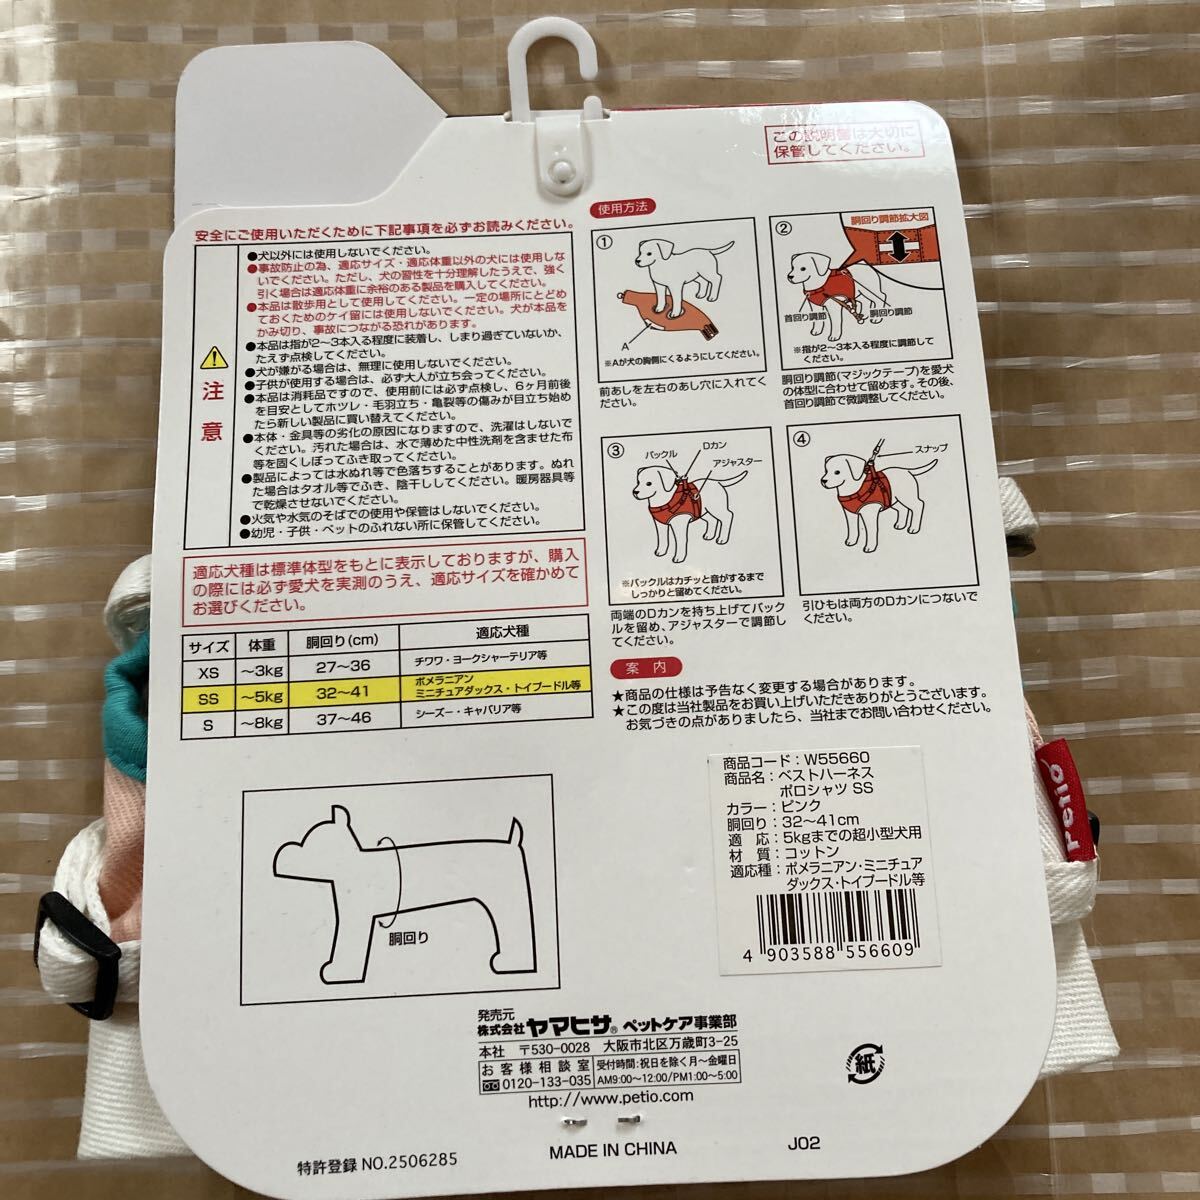 この説明書は大切に
保管してください。
安全にご使用いただくために下記事項を必ずお読みください。
注意
●犬以外には使用しないでください。
●事故防止の為、適応サイズ・適応体重以外の犬には使用しな
いでください。ただし、犬の習性を十分理解したうえで、強く
引く場合は適応体重に余裕のある製品を購入してください。
●本品は散歩用として使用してください。一定の場所にとどめ
ておくためのケイ留には使用しないでください。犬が本品を
かみ切り、事故につながる恐れがあります。
●本品は指が2〜3本入る程度に装着し、しまり過ぎていないか、
たえず点検してください。
●犬が嫌がる場合は、無理に使用しないでください。
●子供が使用する場合は、必ず大人が立ち会ってください。
●本品は消耗品ですので、使用前には必ず点検し、6ヶ月前後
を目安としてホツレ・毛羽立ち・亀裂等の傷みが目立ち始め
たら新しい製品に買い替えてください。
●本体・金具等の劣化の原因になりますので、洗濯はしないで
ください。汚れた場合は、水で薄めた中性洗剤を含ませた布
等を固くしぼってふき取ってください。
●製品によっては水ぬれ等で色落ちすることがあります。ぬれ
た場合はタオル等でふき、陰干ししてください。暖房器具等
で乾燥させないでください。
●火気や水気のそばでの使用や保管はしないでください。
●幼児・子供・ペットのふれない所に保管してください。
適応犬種は標準体型をもとに表示しておりますが、購入
の際には必ず愛犬を実測のうえ、適応サイズを確かめて
お選びください。
サイズ 体重 胴回り(cm) 適応犬種
XS 〜3kg 27〜36 チワワ・ヨークシャーテリア等
SS 〜5kg 32〜41 ポメラニアン
ミニチュアダックス・トイプードル等
S 〜8kg 37〜46 シーズー・キャバリア等
胴回り
使用方法
①
A
※Aが犬の胸側にくるようにしてください。
前あしを左右のあし穴に入れてく
ださい。
②
胴回り調節拡大図
首回り調節
胴回り調節
※指が2〜3本入る程度に調節して
ください。
胴回り調節(マジックテープ)を愛犬
の体型に合わせて留めます。その後、
首回り調節で微調整してください。
③
バックル
Dカン
アジャスター
※バックルはカチッと音がするまで
しっかりと留めてください。
両端のDカンを持ち上げてバック
ルを留め、アジャスターで調節し
てください。
④
スナップ
引ひもは両方のDカンにつないで
ください。
案内
★商品の仕様は予告なく変更する場合があります。
★この度は当社製品をお買い上げいただきありがとうございます。
お気づきの点がありましたら、当社までお問い合わせください。
商品コード：W55660
商品名：ベストハーネス
ポロシャツ SS
カラー：ピンク
胴回り：32〜41cm
適 応：5kgまでの超小型犬用
材 質：コットン
適応種：ポメラニアン・ミニチュア
ダックス・トイプードル等
4 903588 556609
Petio
発売元
株式会社ヤマヒサ® ペットケア事業部
本社 〒530-0028 大阪市北区万歳町3-25
お客様相談室
0120-133-035
受付時間：祝日を除く月〜金曜日
AM9:00〜12:00/PM1:00〜5:00
http://www.petio.com
紙
特許登録 NO.2506285
MADE IN CHINA
J02